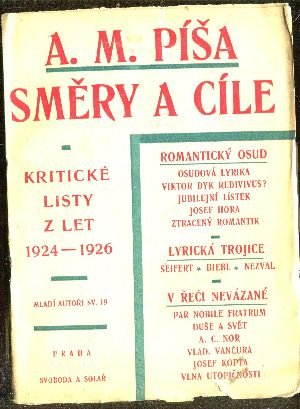 A. M. PÍŠA
SMĚRY A CÍLE
KRITICKÉ
LISTY
Z LET
1924—1926
MLADÍ AUTOŘI SV. 19
PRAHA
SVOBODA A SOLAŘ
ROMANTICKÝ OSUD
OSUDOVÁ LYRIKA
VIKTOR DYK REDIVIVUS?
JUBILEJNÍ LÍSTEK
JOSEF HORA
ZTRACENÝ ROMANTIK
LYRICKÁ TROJICE
SEIFERT * BIEBL * NEZVAL
V ŘEČI NEVÁZANÉ
PAR NOBILE FRATRUM
DUŠE A SVĚT
A. C. NOR
VLAD. VANČURA
JOSEF KOPTA
VLNA UTOPIČNOSTI